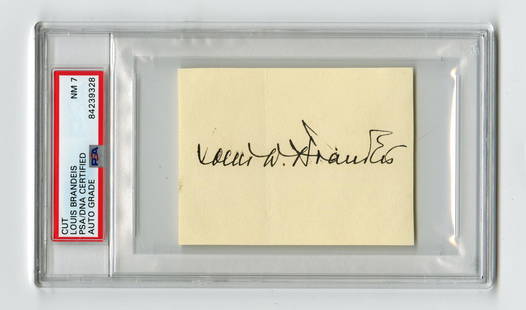 CUT
LOUIS BRANDEIS
PSA/DNA CERTIFIED
AUTO GRADE
NM 7
84239328
PSA
Louis D. Brandeis